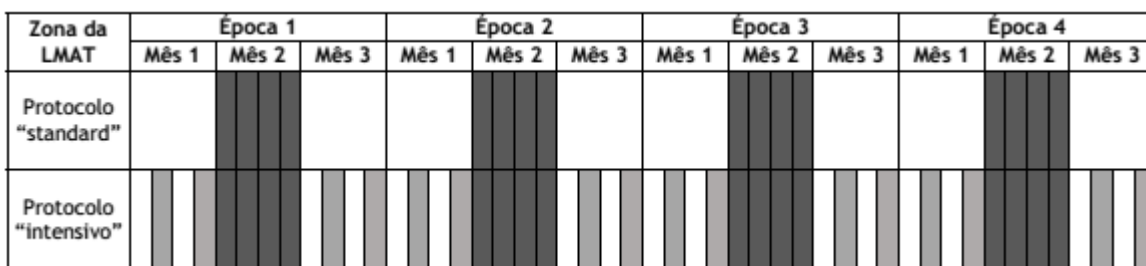 Zona da LMAT Época 1 Época 2 Época 3 Época 4
Mês 1 Mês 2 Mês 3 Mês 1 Mês 2 Mês 3 Mês 1 Mês 2 Mês 3 Mês 1 Mês 2 Mês 3
Protocolo
“standard”
Protocolo
“intensivo”